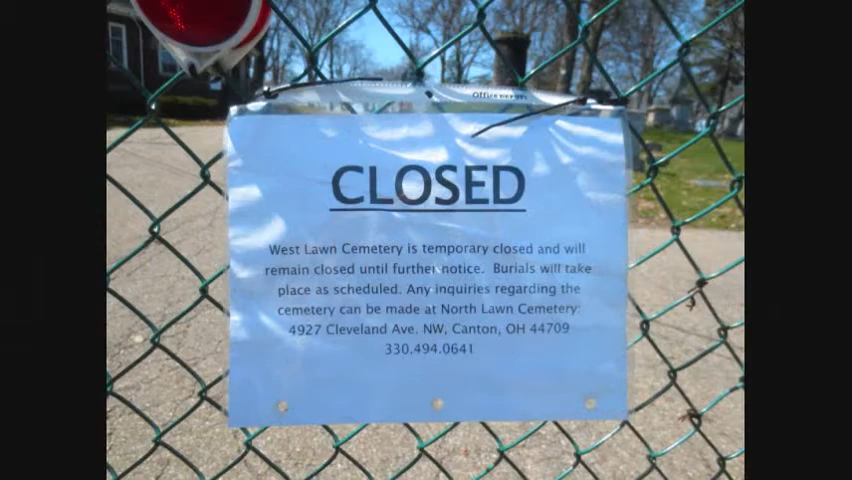 Office DEPOT
CLOSED
West Lawn Cemetery is temporary closed and will
remain closed until further notice. Burials will take
place as scheduled. Any inquiries regarding the
cemetery can be made at North Lawn Cemetery:
4927 Cleveland Ave. NW, Canton, OH 44709
330.494.0641